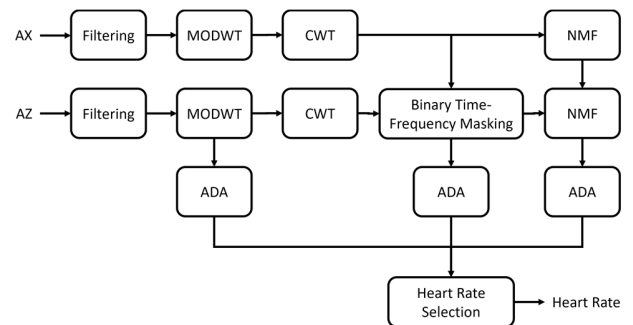 AX
Filtering
MODWT
CWT
NMF
AZ
Filtering
MODWT
CWT
Binary Time-
Frequency Masking
NMF
ADA
ADA
ADA
Heart Rate
Selection
Heart Rate